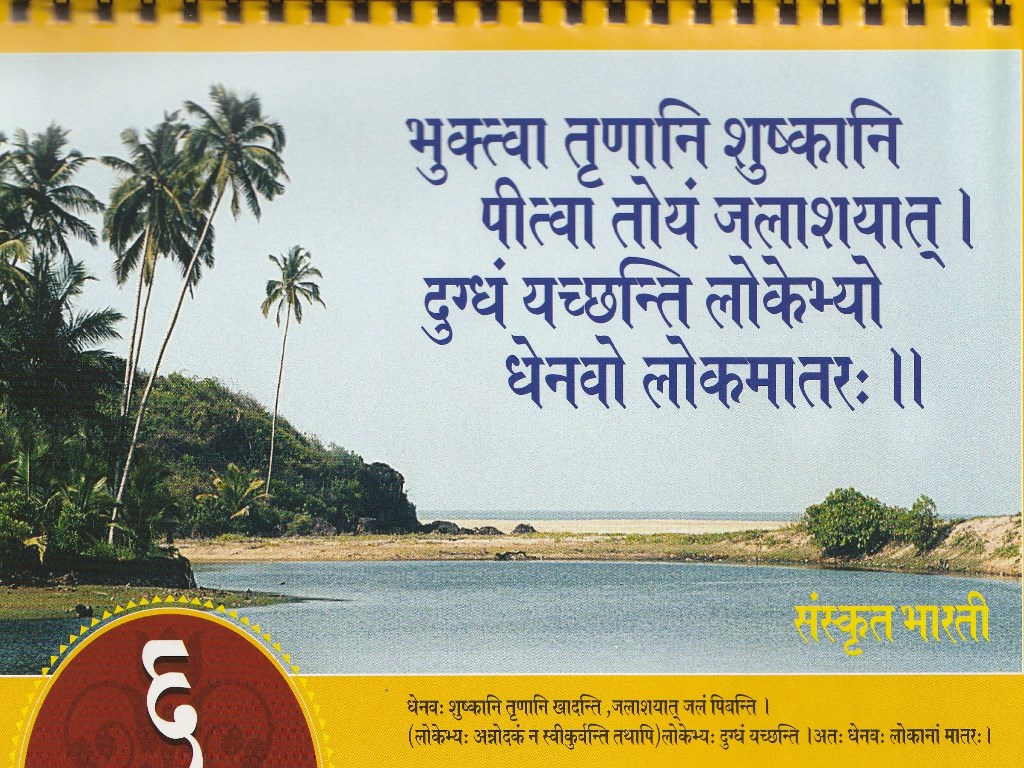 भुक्त्वा तृणानि शुष्कानि
पीत्वा तोयं जलाशयात् ।
दुग्धं यच्छन्ति लोकेभ्यो
धेनवो लोकमातरः ।।
संस्कृत भारती
६
धेनवः शुष्कानि तृणानि खादन्ति ,जलाशयात् जलं पिवन्ति ।
(लोकेभ्यः अन्नोदकं न स्वीकुर्वन्ति तथापि)लोकेभ्यः दुग्धं यच्छन्ति ।अतः धेनवः लोकानां मातरः।